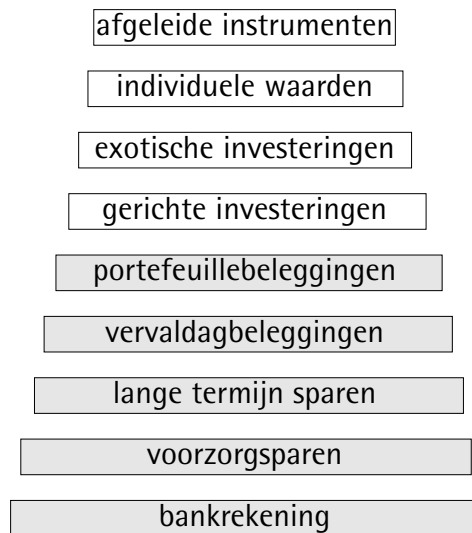 afgeleide instrumenten
individuele waarden
exotische investeringen
gerichte investeringen
portefeuillebeleggingen
vervaldagbeleggingen
lange termijn sparen
voorzorgsparen
bankrekening